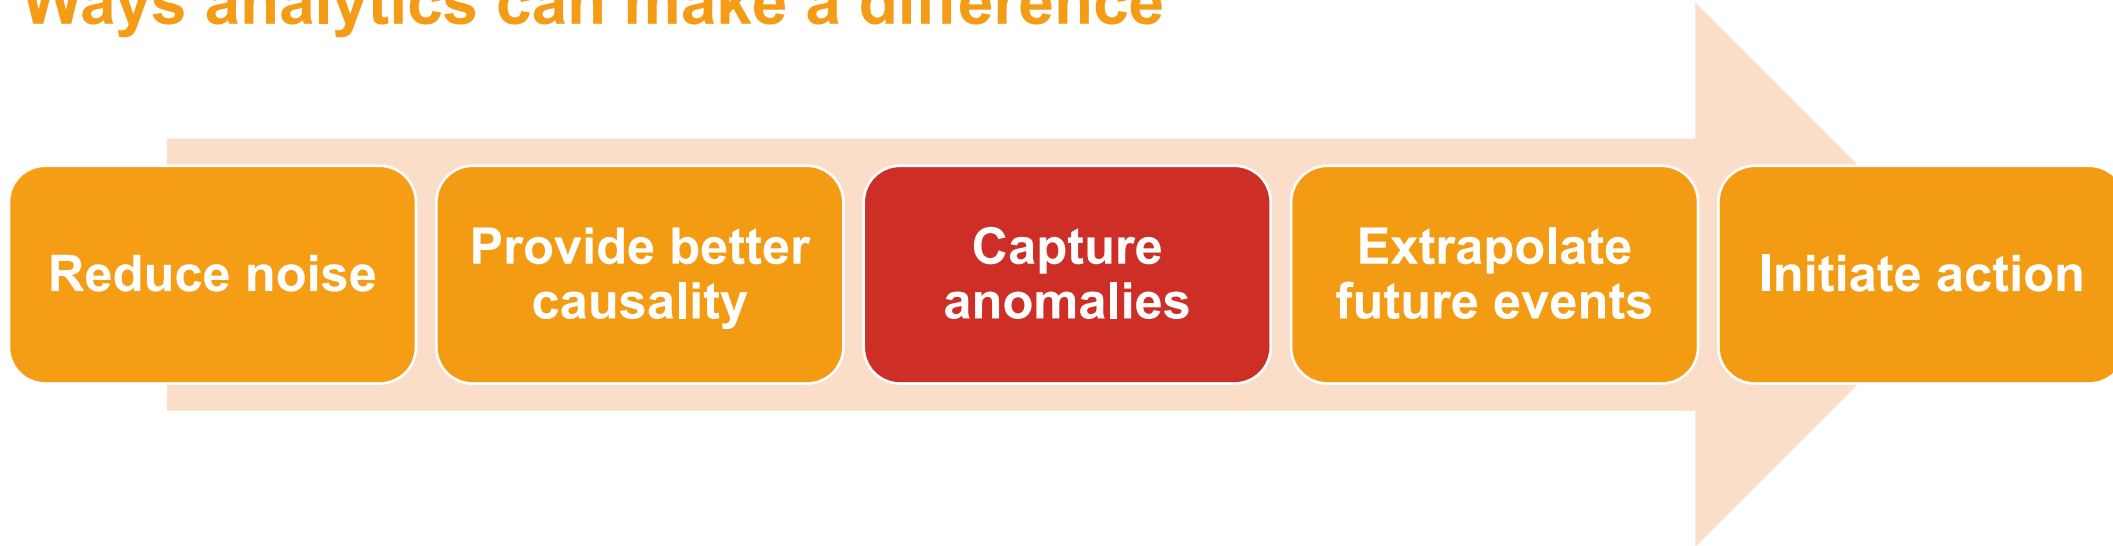 Ways analytics can make a difference
Reduce noise
Provide better
causality
Capture
anomalies
Extrapolate
future events
Initiate action